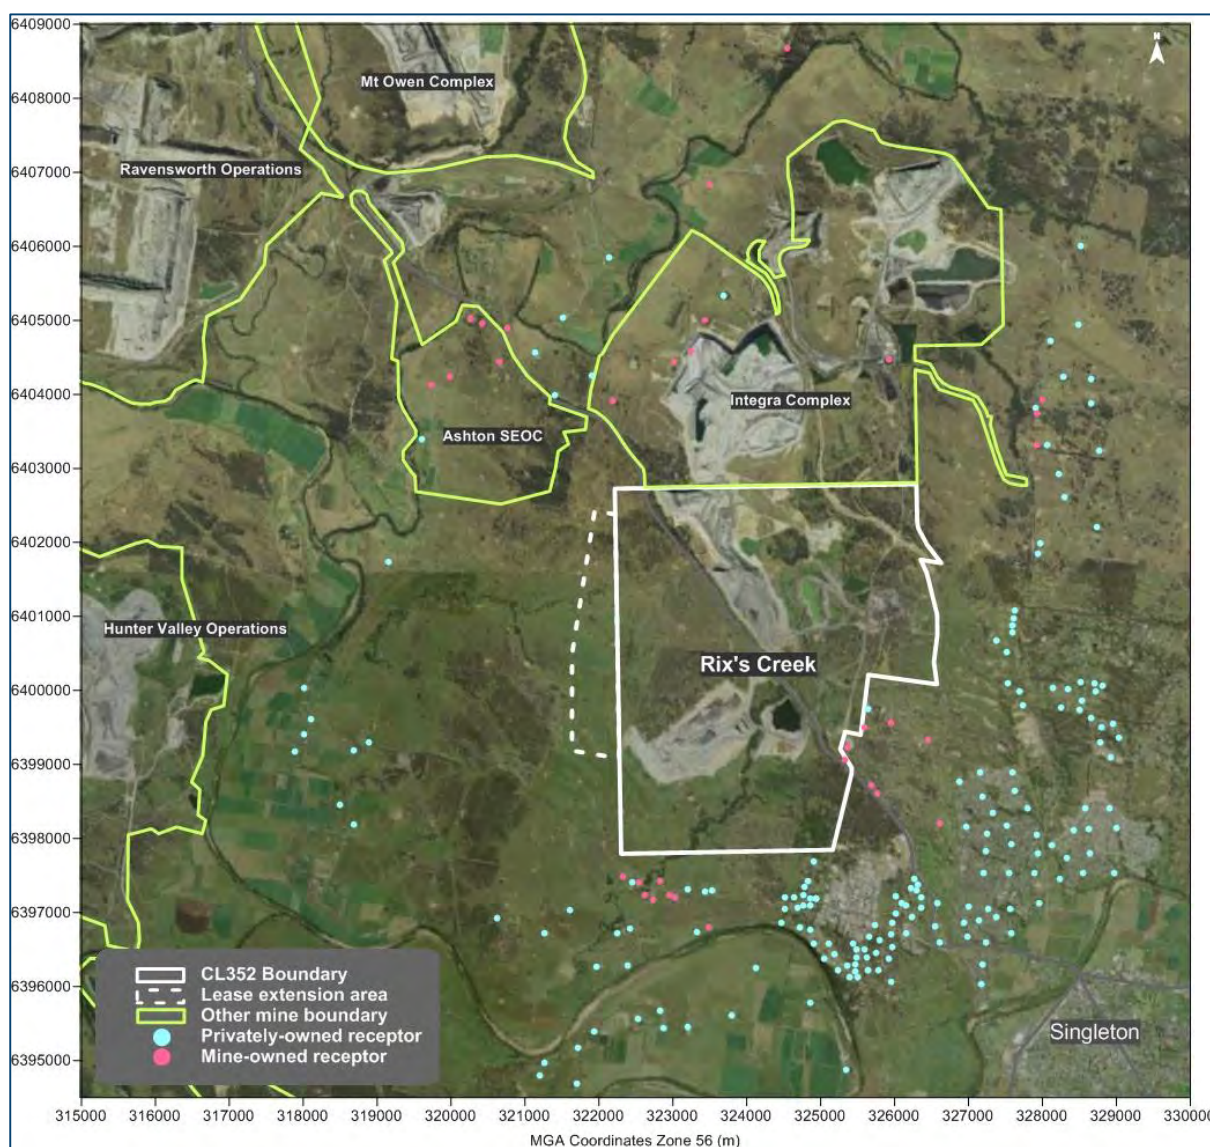 6409000
N
Mt Owen Complex
6408000
Ravensworth Operations
6407000
6406000
6405000
6404000
Integra Complex
Ashton SEOC
6403000
6402000
6401000
Hunter Valley Operations
Rix's Creek
6400000
6399000
6398000
6397000
CL352 Boundary
6396000
Lease extension area
Other mine boundary
Privately-owned receptor
Singleton
Mine-owned receptor
6395000
315000 316000 317000 318000 319000 320000 321000 322000 323000 324000 325000 326000 327000 328000 329000 330000
MGA Coordinates Zone 56 (m)